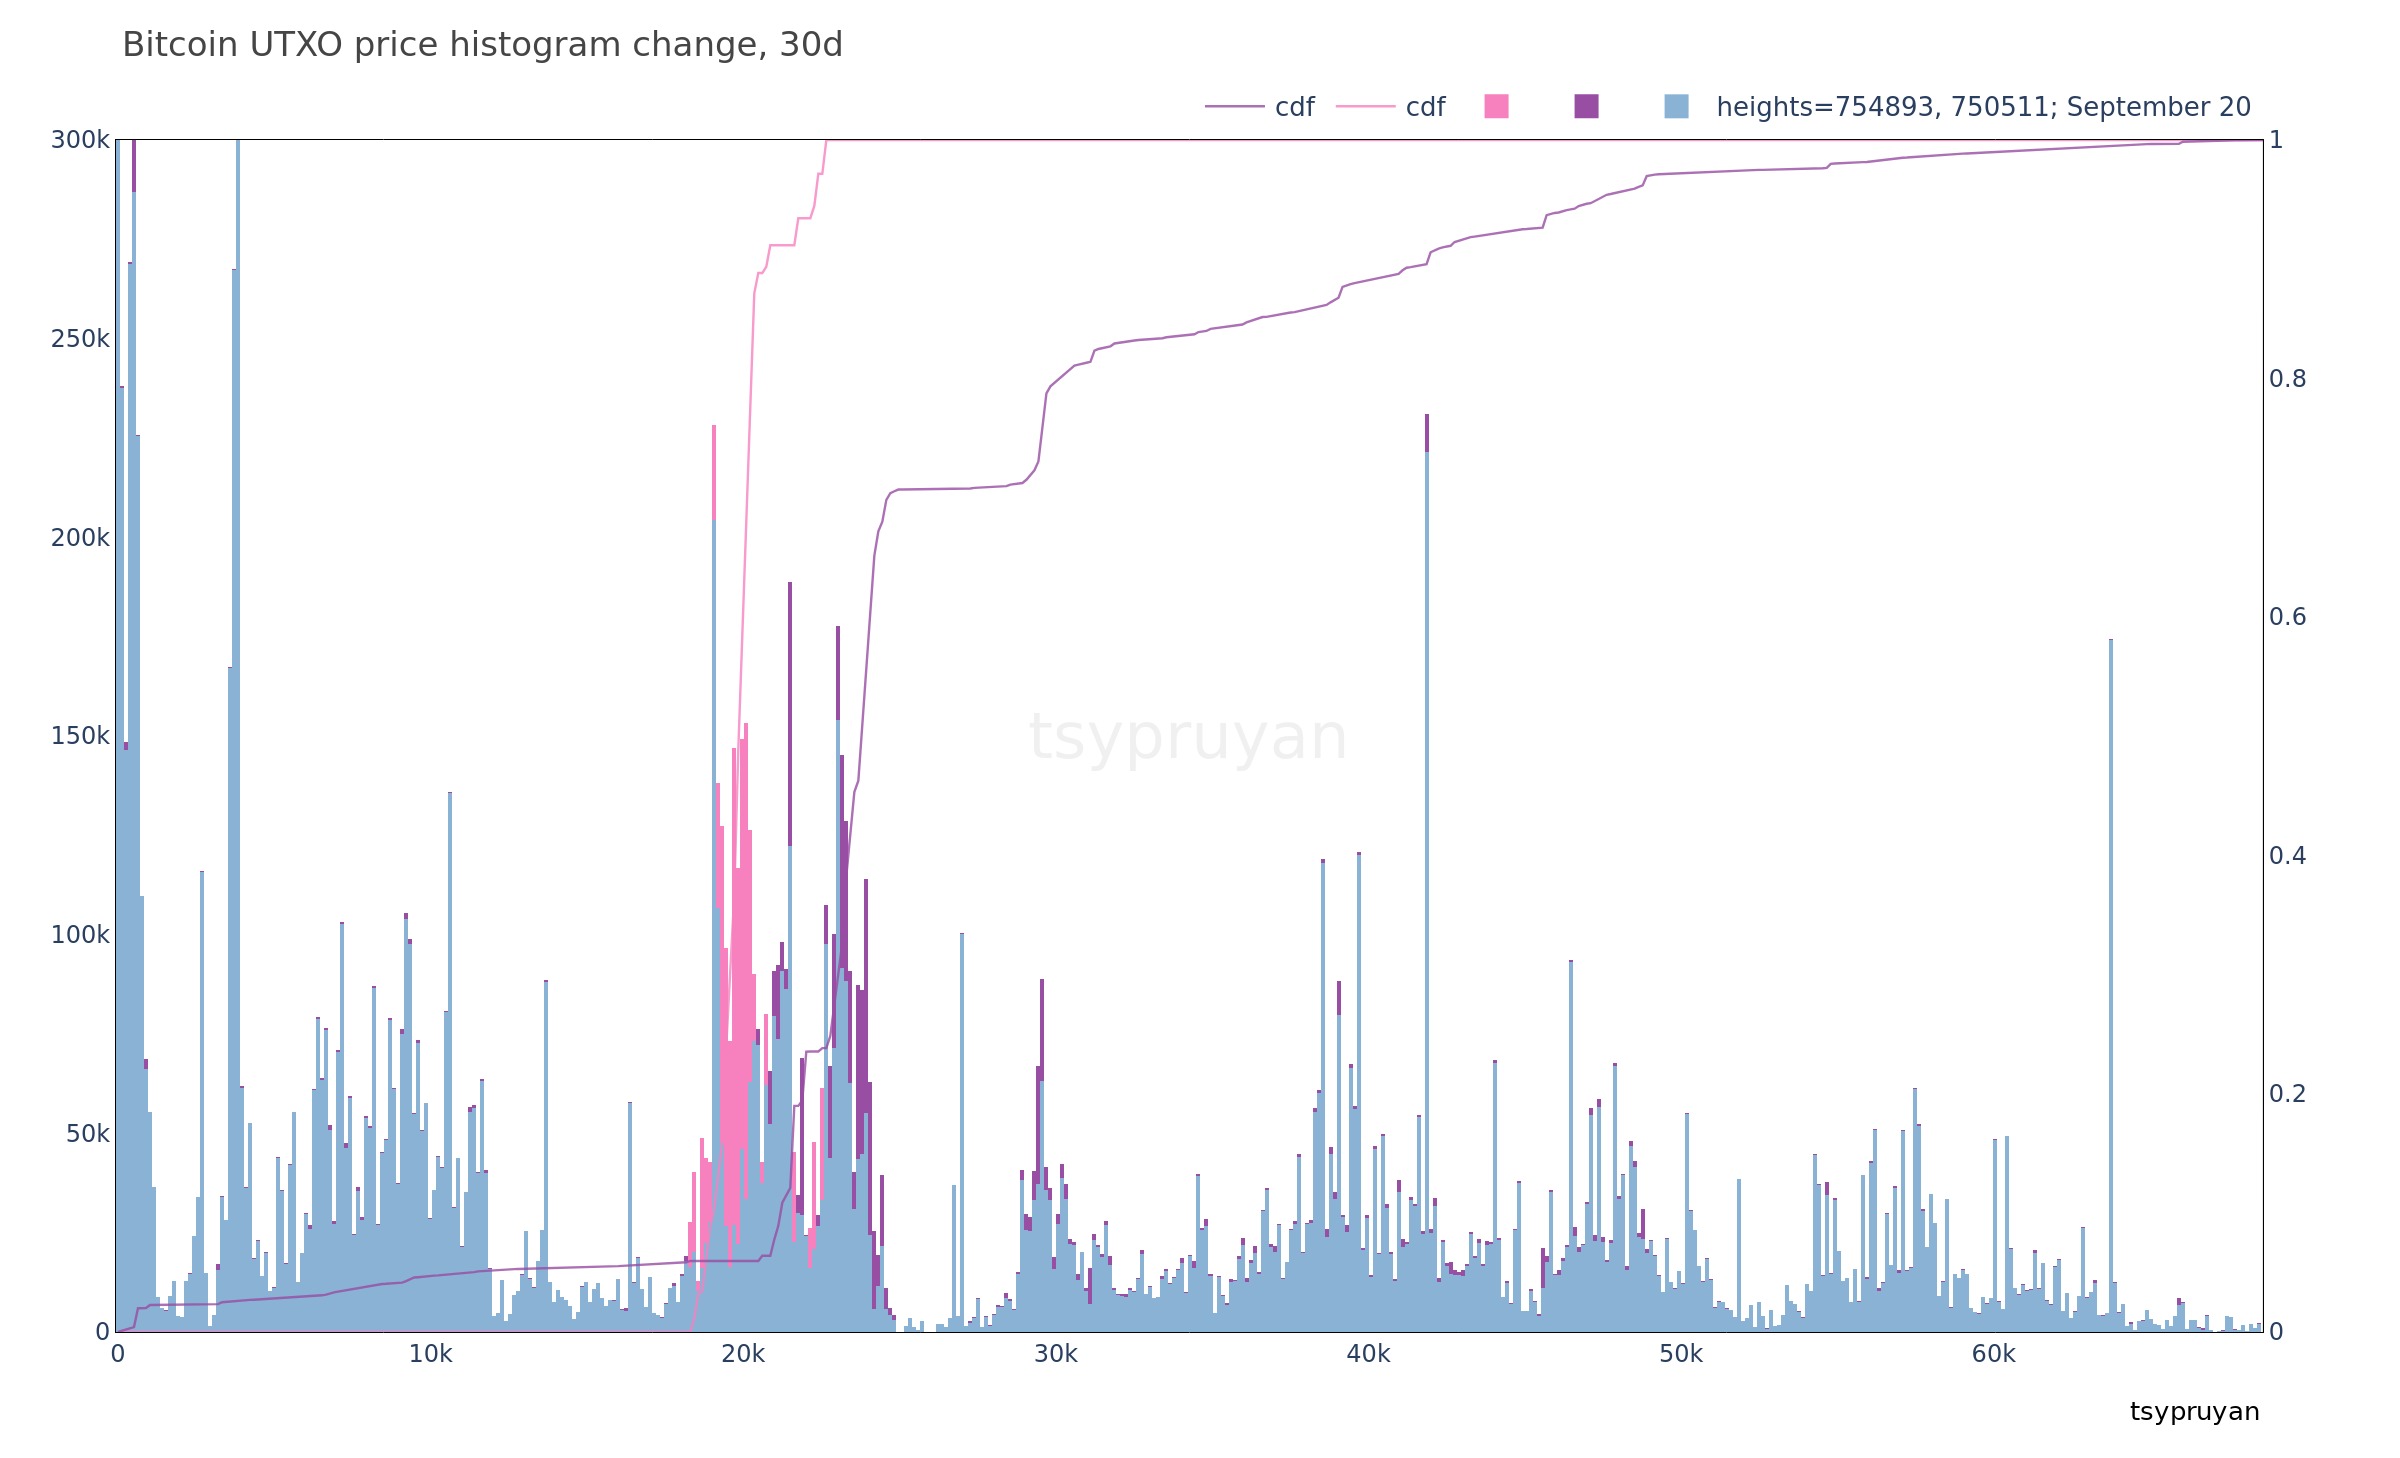 Bitcoin UTXO price histogram change, 30d
cdf cdf heights=754893, 750511; September 20
300k
250k
200k
150k
100k
50k
0
1
0.8
0.6
0.4
0.2
0
tsypruyan
0 10k 20k 30k 40k 50k 60k
tsypruyan